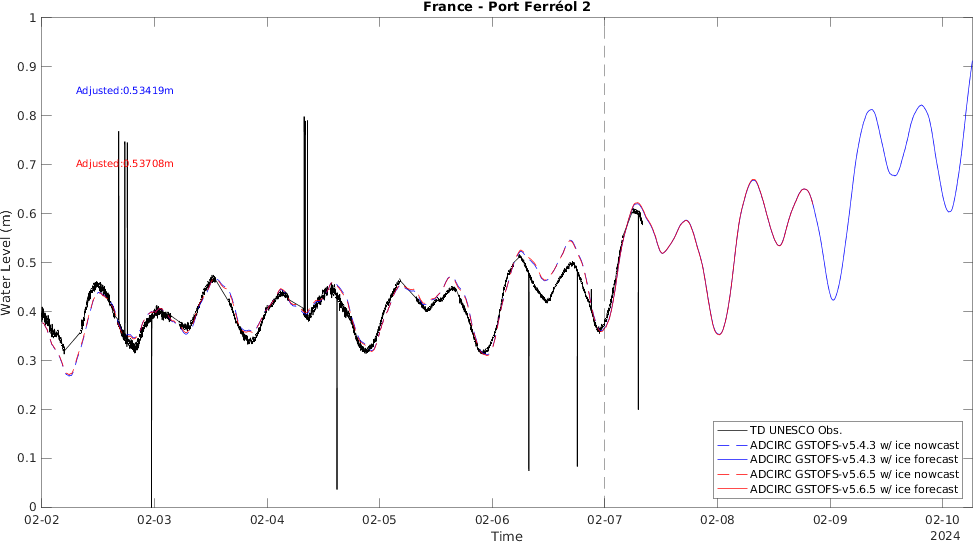 France - Port Ferréol 2
Water Level (m)
1
0.9
0.8
0.7
0.6
0.5
0.4
0.3
0.2
0.1
0
Adjusted:0.53419m
Adjusted:0.53708m
TD UNESCO Obs.
ADCIRC GSTOFS-v5.4.3 w/ ice nowcast
ADCIRC GSTOFS-v5.4.3 w/ ice forecast
ADCIRC GSTOFS-v5.6.5 w/ ice nowcast
ADCIRC GSTOFS-v5.6.5 w/ ice forecast
02-02 02-03 02-04 02-05 02-06 02-07 02-08 02-09 02-10
2024
Time